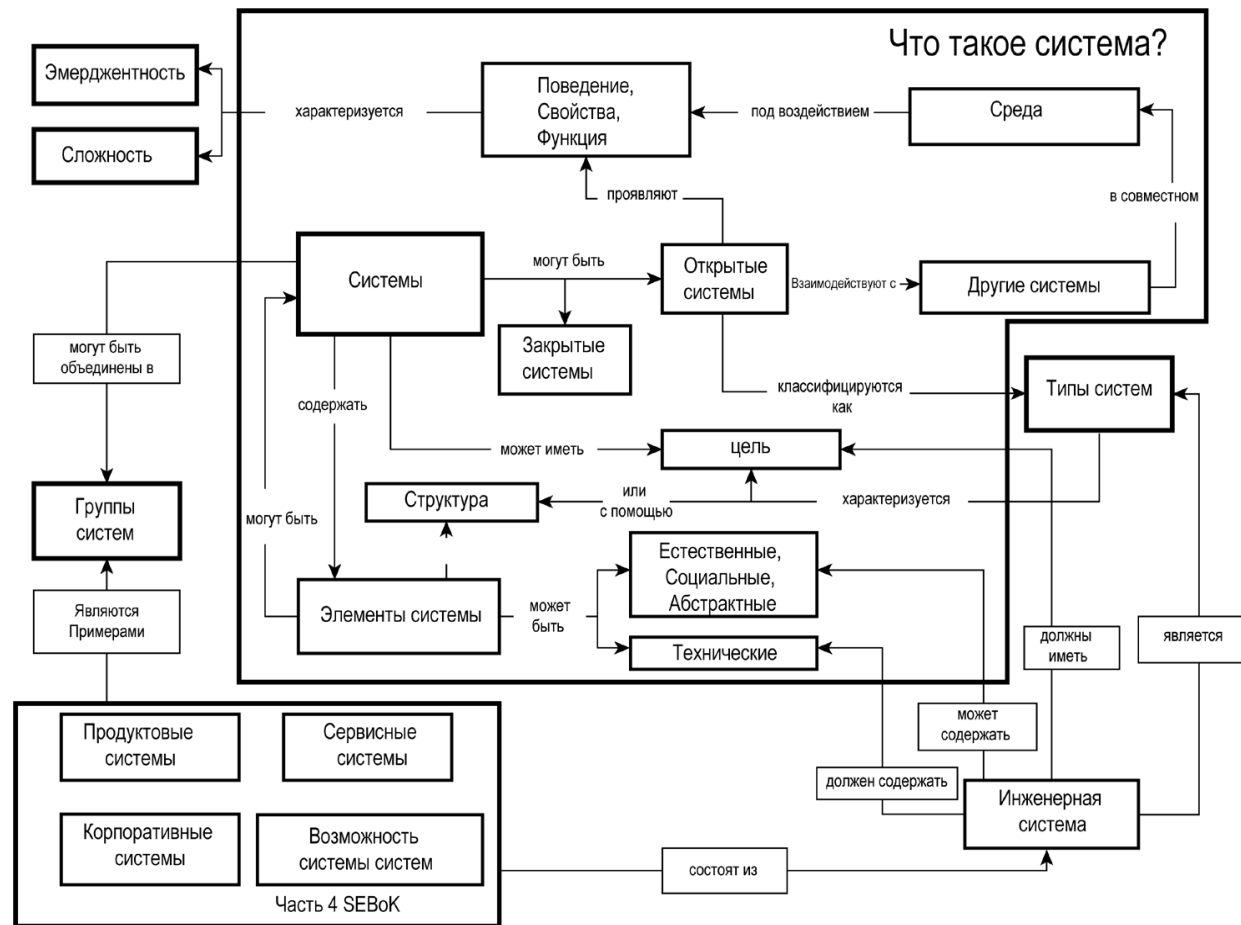 Что такое система?
Эмерджентность
Сложность
характеризуется
Поведение,
Свойства,
Функция
под воздействием
Среда
проявляют
в совместном
Системы
могут быть
Открытые
системы
Взаимодействуют с
Другие системы
Закрытые
системы
могут быть
объединены в
содержать
классифицируются
как
Типы систем
может иметь
цель
Группы
систем
могут быть
Структура
или
с помощью
характеризуется
Естественные,
Социальные,
Абстрактные
Элементы системы
может
быть
Технические
Являются
Примерами
должны
иметь
является
может
содержать
должен содержать
Продуктовые
системы
Сервисные
системы
Инженерная
система
Корпоративные
системы
Возможность
системы систем
состоят из
Часть 4 SEBoK